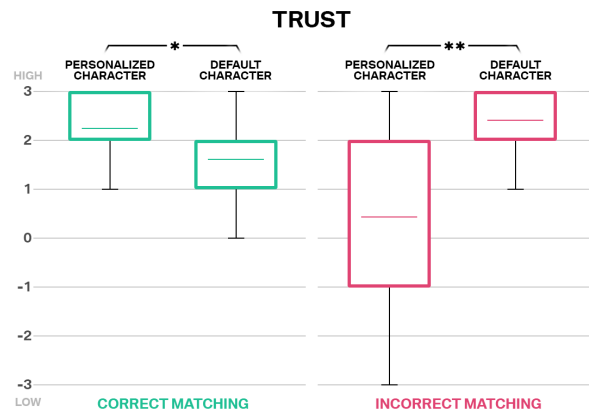 TRUST
* **
PERSONALIZED DEFAULT PERSONALIZED DEFAULT
CHARACTER CHARACTER CHARACTER CHARACTER
HIGH
3
2
1
0
-1
-2
-3
LOW
CORRECT MATCHING INCORRECT MATCHING